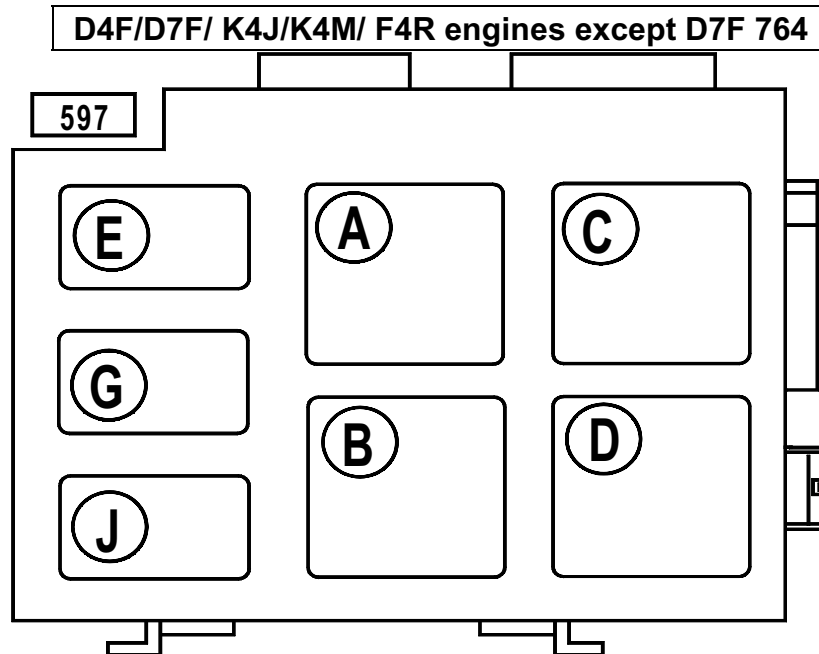 D4F/D7F/ K4J/K4M/ F4R engines except D7F 764
597
E
A
C
G
B
D
J